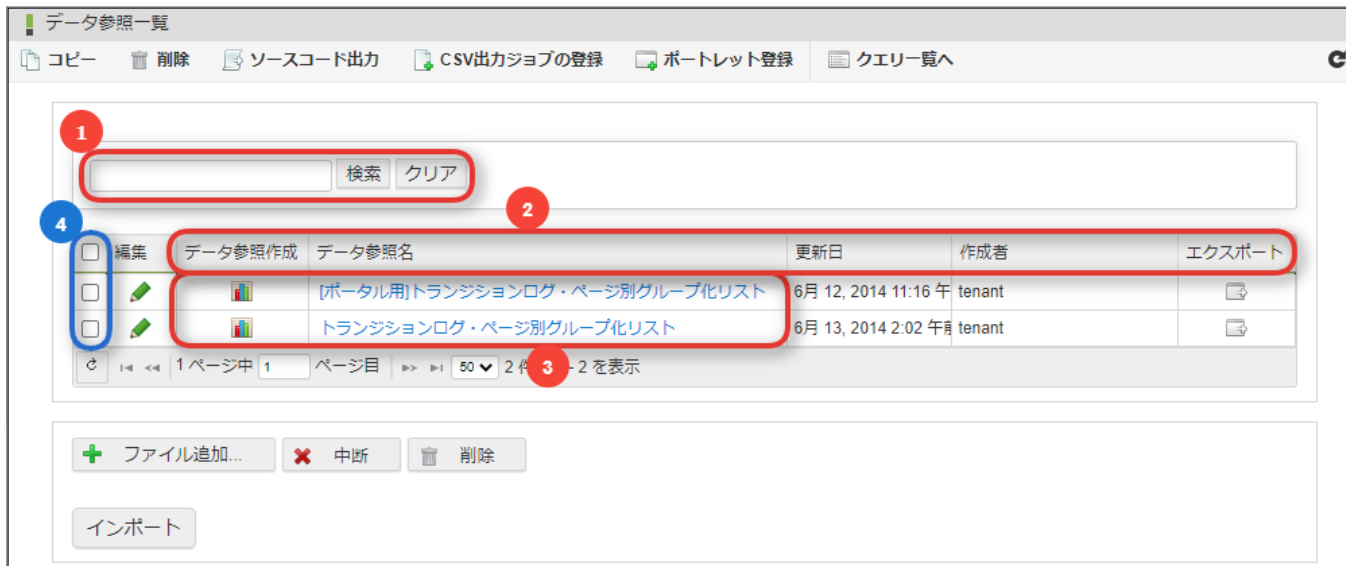 データ参照一覧
コピー 削除 ソースコード出力 CSV出力ジョブの登録 ポートレット登録 クエリ一覧へ
1
検索 クリア
2
4
編集 データ参照作成 データ参照名 更新日 作成者 エクスポート
[ポータル用]トランジションログ・ページ別グループ化リスト 6月 12, 2014 11:16 午 tenant
トランジションログ・ページ別グループ化リスト 6月 13, 2014 2:02 午前 tenant
1 ページ中 1 ページ目 50 2 件 - 2 を表示
3
ファイル追加... 中断 削除
インポート